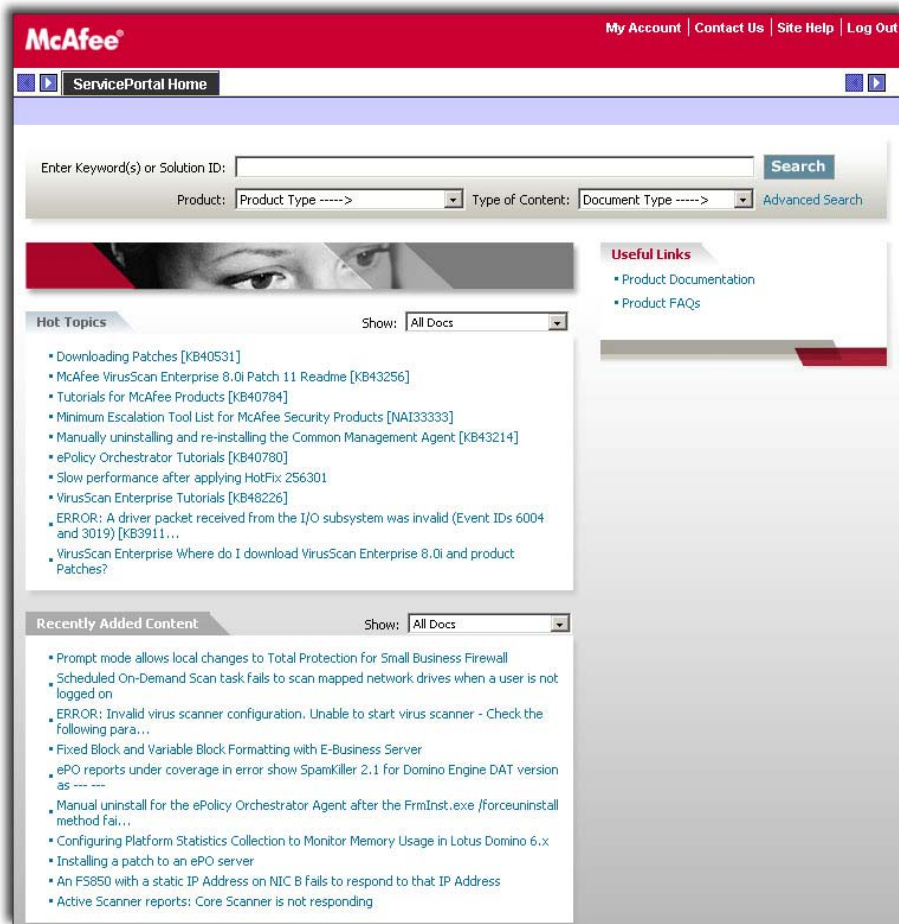 McAfee®
My Account | Contact Us | Site Help | Log Out
ServicePortal Home
Enter Keyword(s) or Solution ID:
Search
Product: Product Type -----> Type of Content: Document Type -----> Advanced Search
Hot Topics
Show: All Docs
▪ Downloading Patches [KB40531]
▪ McAfee VirusScan Enterprise 8.0i Patch 11 Readme [KB43256]
▪ Tutorials for McAfee Products [KB40784]
▪ Minimum Escalation Tool List for McAfee Security Products [NAI33333]
▪ Manually uninstalling and re-installing the Common Management Agent [KB43214]
▪ ePolicy Orchestrator Tutorials [KB40780]
▪ Slow performance after applying HotFix 256301
▪ VirusScan Enterprise Tutorials [KB48226]
▪ ERROR: A driver packet received from the I/O subsystem was invalid (Event IDs 6004
and 3019) [KB3911...
▪ VirusScan Enterprise Where do I download VirusScan Enterprise 8.0i and product
Patches?
Useful Links
▪ Product Documentation
▪ Product FAQs
Recently Added Content
Show: All Docs
▪ Prompt mode allows local changes to Total Protection for Small Business Firewall
▪ Scheduled On-Demand Scan task fails to scan mapped network drives when a user is not
logged on
▪ ERROR: Invalid virus scanner configuration. Unable to start virus scanner - Check the
following para...
▪ Fixed Block and Variable Block Formatting with E-Business Server
▪ ePO reports under coverage in error show SpamKiller 2.1 for Domino Engine DAT version
as --- ---
▪ Manual uninstall for the ePolicy Orchestrator Agent after the FrmInst.exe /forceuninstall
method fai...
▪ Configuring Platform Statistics Collection to Monitor Memory Usage in Lotus Domino 6.x
▪ Installing a patch to an ePO server
▪ An FS850 with a static IP Address on NIC B fails to respond to that IP Address
▪ Active Scanner reports: Core Scanner is not responding